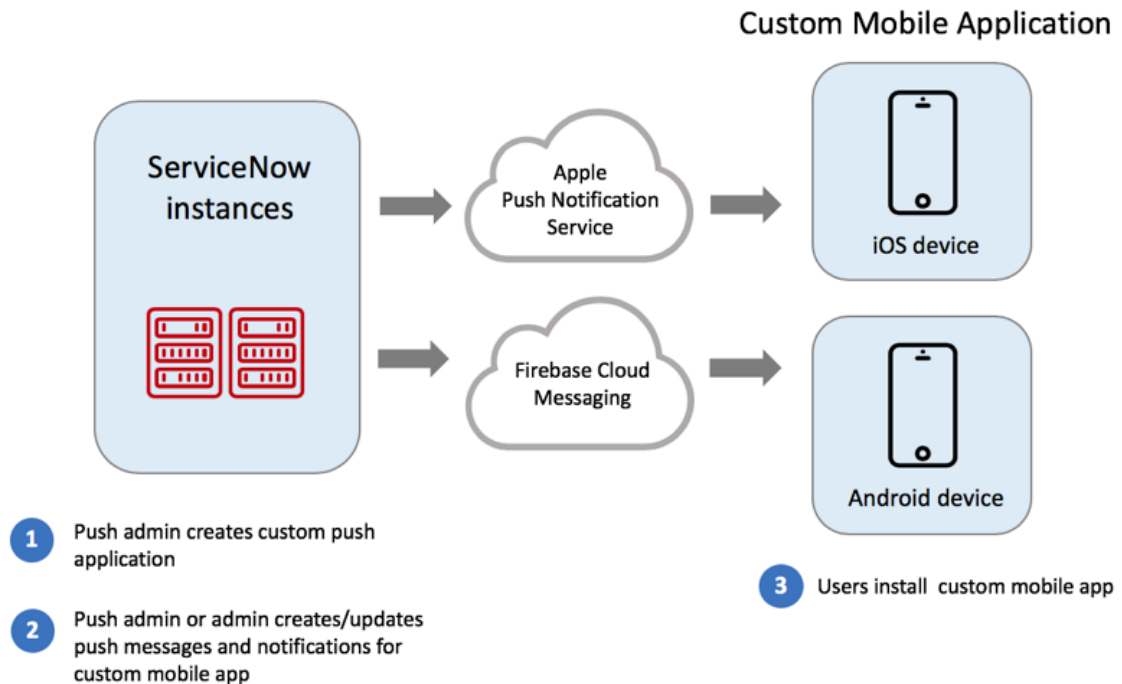 Custom Mobile Application
ServiceNow
instances
Apple
Push Notification
Service
iOS device
Firebase Cloud
Messaging
Android device
1 Push admin creates custom push
application
2 Push admin or admin creates/updates
push messages and notifications for
custom mobile app
3 Users install custom mobile app